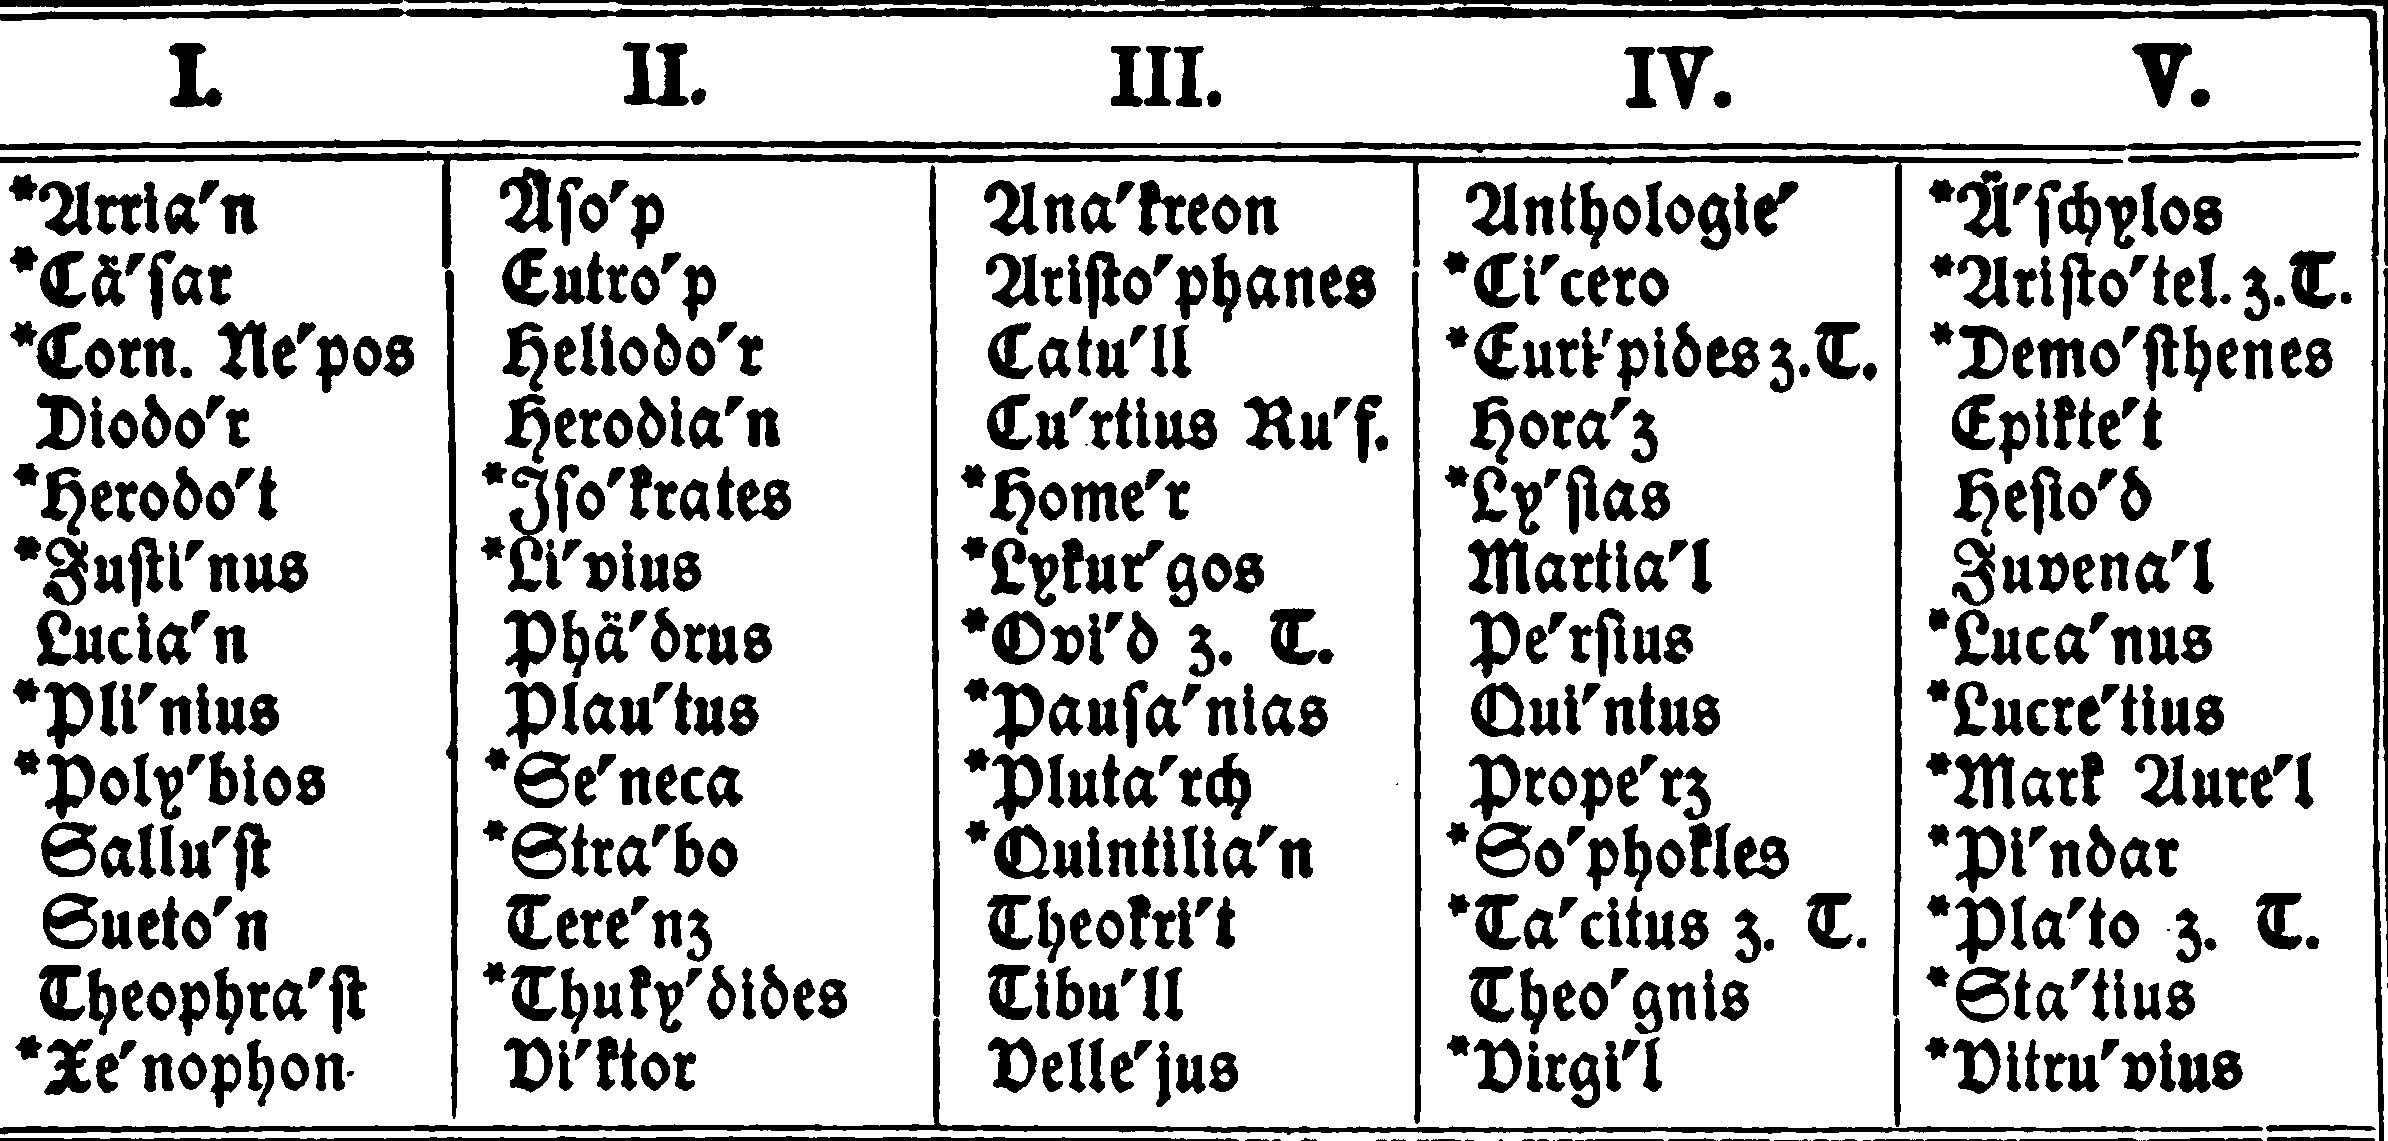 I. II. III. IV. V.
*Arria′n Äſo′p Ana′kreon Anthologie′ *Ä′ſchylos
*Cä′ſar Eutro′p Ariſto′phanes *Ci′cero *Ariſto′tel. z. T.
*Corn. Ne′pos Heliodo′r Catu′ll *Euri′pides z. T. *Demo′ſthenes
Diodo′r Herodia′n Cu′rtius Ru′f. Hora′z Epikte′t
*Herodo′t *Iſo′krates *Home′r *Ly′ſias Heſio′d
*Juſti′nus *Li′vius *Lykur′gos Martia′l Juvena′l
Lucia′n Phä′drus *Ovi′d z. T. Pe′rſius *Luca′nus
*Pli′nius Plau′tus *Pauſa′nias Qui′ntus *Lucre′tius
*Poly′bios *Se′neca *Pluta′rch Prope′rz *Mark Aure′l
Sallu′ſt *Stra′bo *Quintilia′n *So′phokles *Pi′ndar
Sueto′n Tere′nz Theokri′t *Ta′citus z. T. *Pla′to z. T.
Theophra′ſt *Thuky′dides Tibu′ll Theo′gnis *Sta′tius
*Xe′nophon Vi′ktor Velle′jus *Virgi′l *Vitru′vius